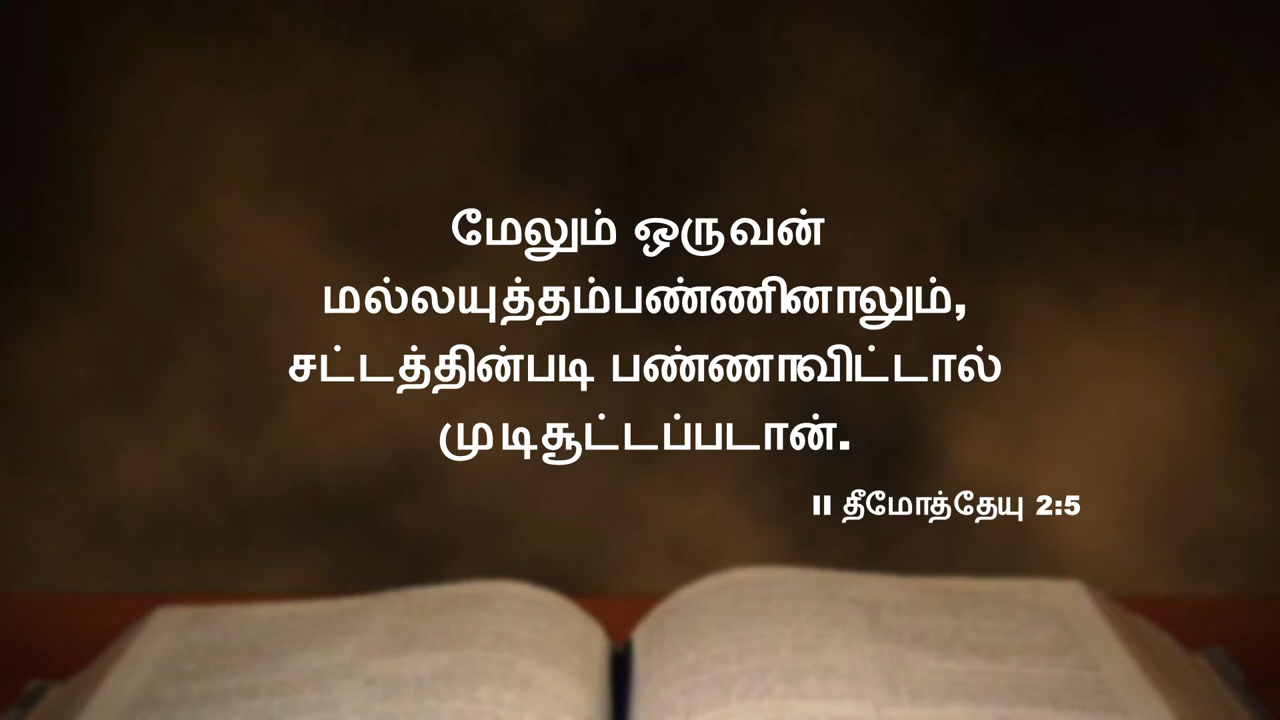 மேலும் ஒருவன்
மல்லயுத்தம்பண்ணினாலும்,
சட்டத்தின்படி பண்ணாவிட்டால்
முடிசூட்டப்படான்.
II தீமோத்தேயு 2:5